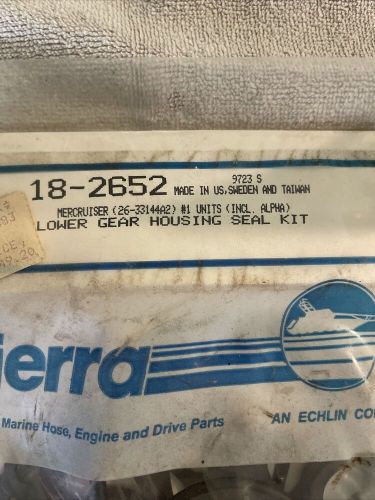 18-2652 9723 S
MADE IN US, SWEDEN AND TAIWAN
MERCRUISER (26-33144A2) #1 UNITS (INCL. ALPHA)
LOWER GEAR HOUSING SEAL KIT
ierra
Marine Hose, Engine and Drive Parts
AN ECHLIN CO